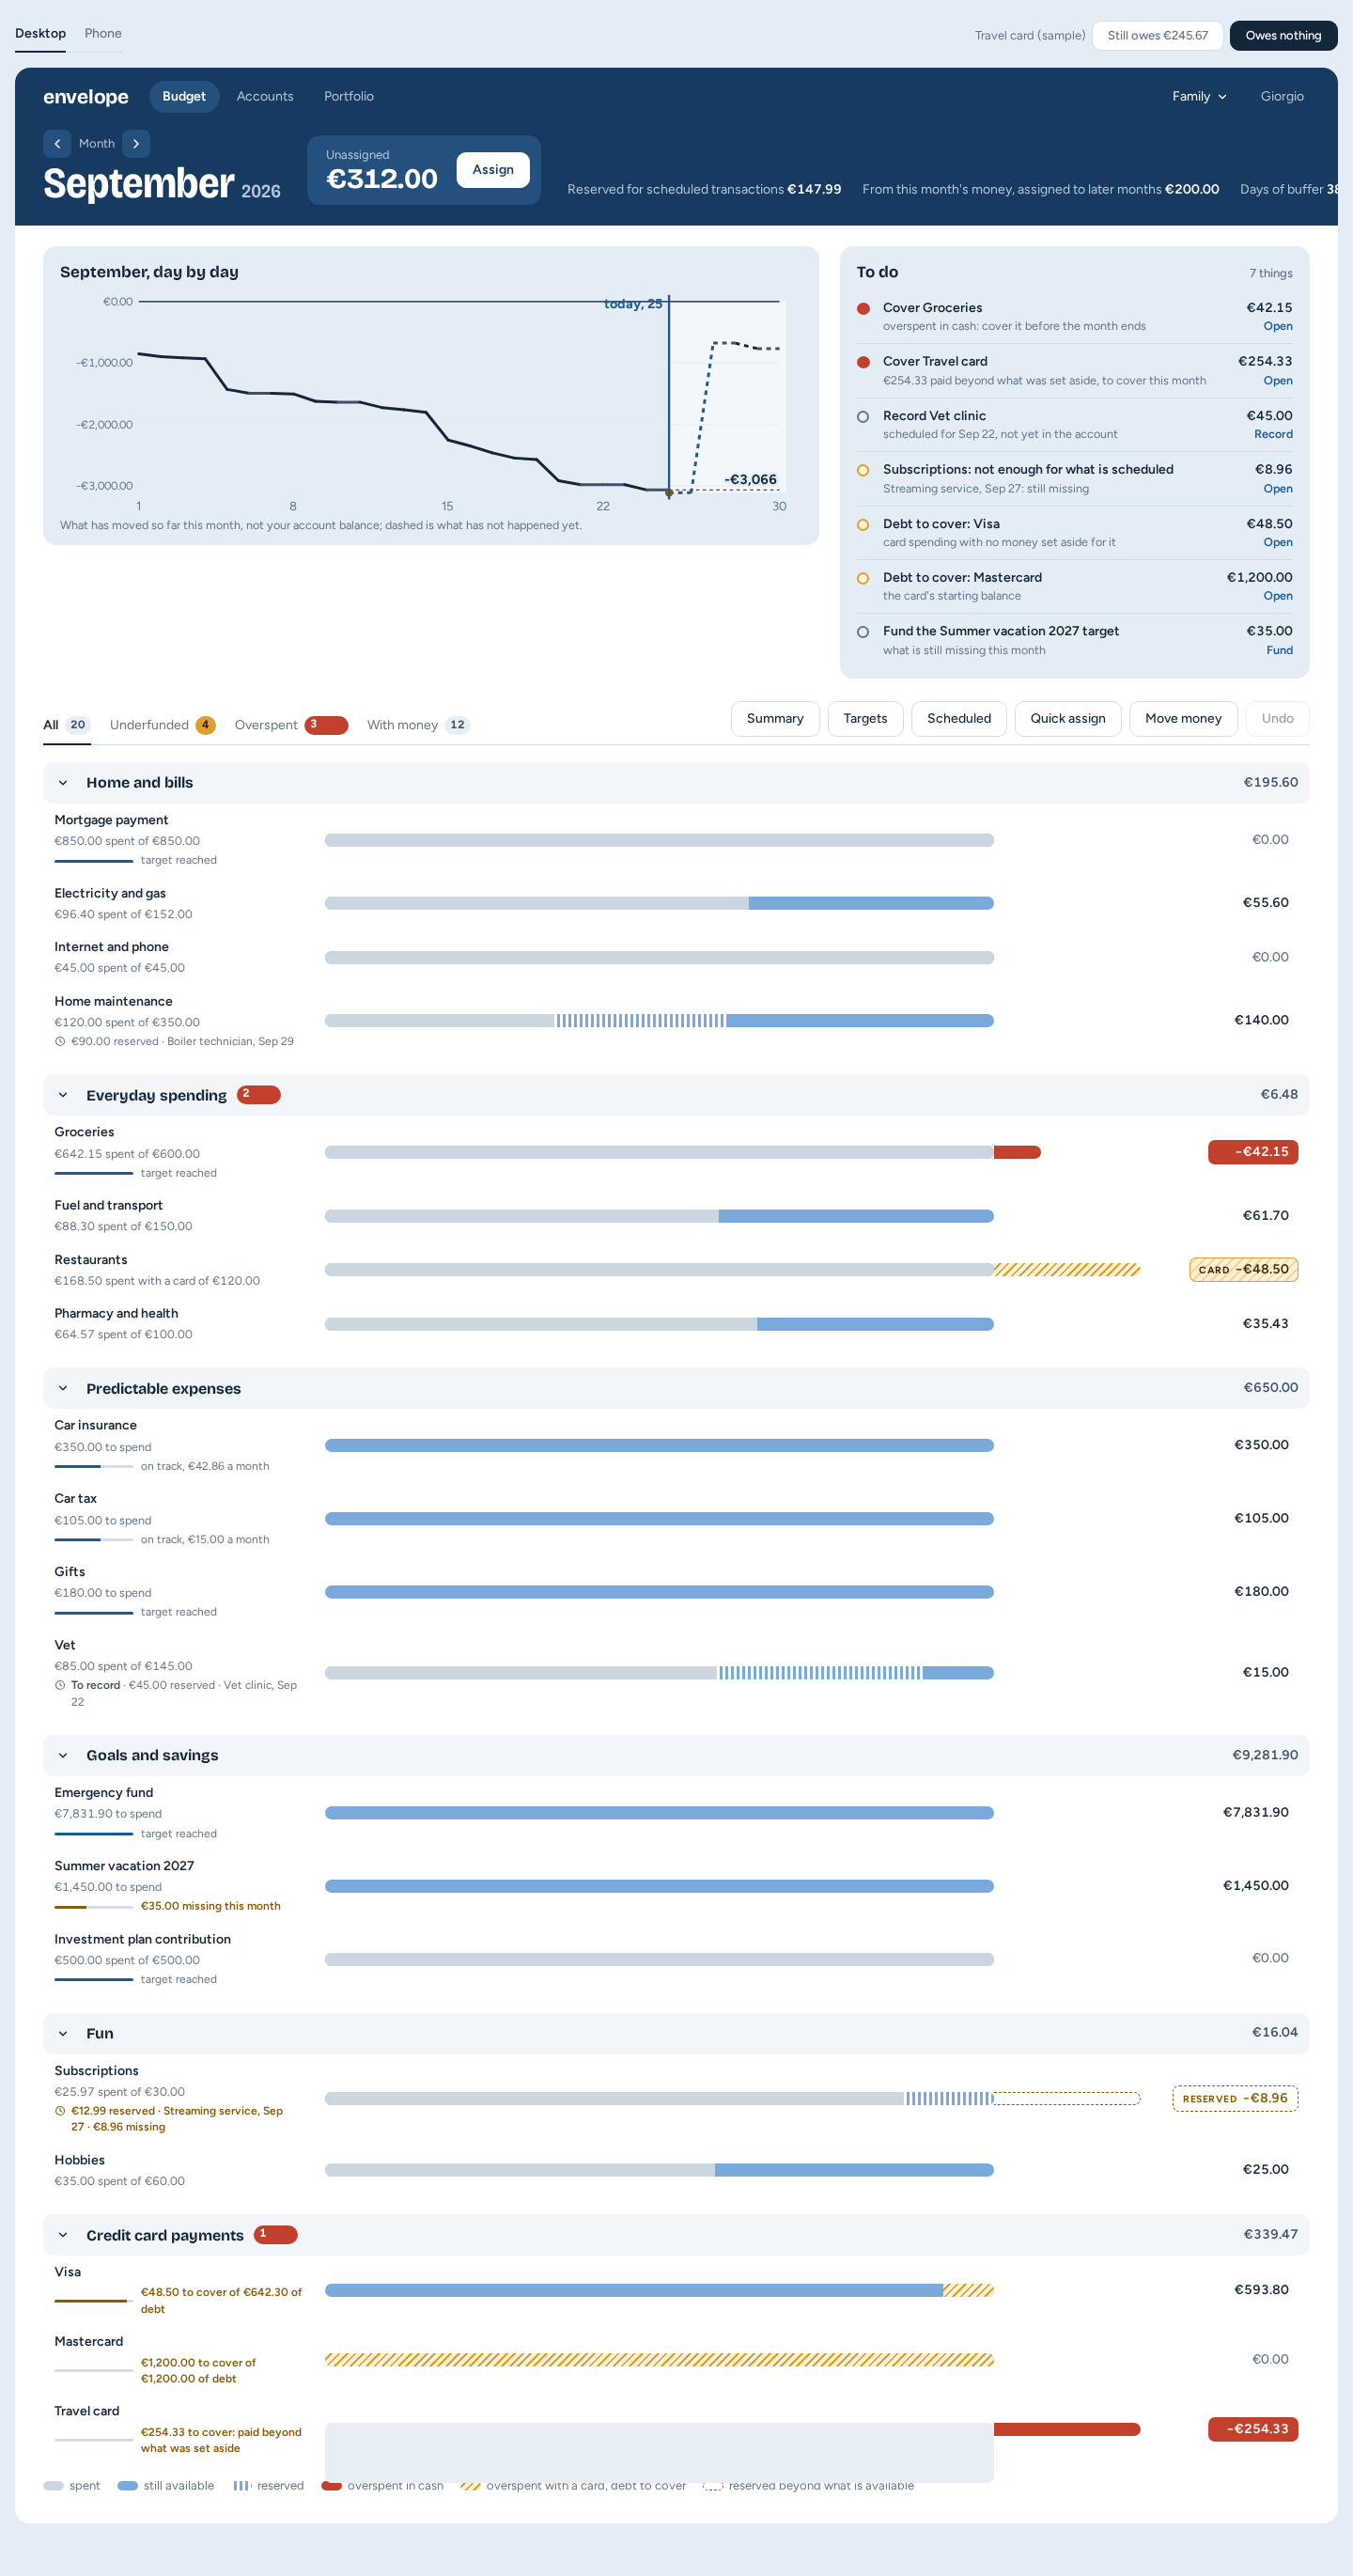 Desktop Phone Travel card (sample) Still owes €245.67 Owes nothing
envelope Budget Accounts Portfolio Family Giorgio
Month
September 2026
Unassigned
€312.00
Assign
Reserved for scheduled transactions €147.99 From this month's money, assigned to later months €200.00 Days of buffer 38
September, day by day
€0.00
today, 25
-€1,000.00
-€2,000.00
-€3,000.00
-€3,066
1 8 15 22 30
What has moved so far this month, not your account balance; dashed is what has not happened yet.
To do 7 things
Cover Groceries €42.15
overspent in cash: cover it before the month ends Open
Cover Travel card €254.33
€254.33 paid beyond what was set aside, to cover this month Open
Record Vet clinic €45.00
scheduled for Sep 22, not yet in the account Record
Subscriptions: not enough for what is scheduled €8.96
Streaming service, Sep 27: still missing Open
Debt to cover: Visa €48.50
card spending with no money set aside for it Open
Debt to cover: Mastercard €1,200.00
the card's starting balance Open
Fund the Summer vacation 2027 target €35.00
what is still missing this month Fund
All 20 Underfunded 4 Overspent 3 With money 12
Summary Targets Scheduled Quick assign Move money Undo
Home and bills €195.60
Mortgage payment
€850.00 spent of €850.00 €0.00
target reached
Electricity and gas
€96.40 spent of €152.00 €55.60
Internet and phone
€45.00 spent of €45.00 €0.00
Home maintenance
€120.00 spent of €350.00 €140.00
€90.00 reserved · Boiler technician, Sep 29
Everyday spending 2 €6.48
Groceries
€642.15 spent of €600.00 -€42.15
target reached
Fuel and transport
€88.30 spent of €150.00 €61.70
Restaurants
€168.50 spent with a card of €120.00 CARD -€48.50
Pharmacy and health
€64.57 spent of €100.00 €35.43
Predictable expenses €650.00
Car insurance
€350.00 to spend €350.00
on track, €42.86 a month
Car tax
€105.00 to spend €105.00
on track, €15.00 a month
Gifts
€180.00 to spend €180.00
target reached
Vet
€85.00 spent of €145.00 €15.00
To record · €45.00 reserved · Vet clinic, Sep
22
Goals and savings €9,281.90
Emergency fund
€7,831.90 to spend €7,831.90
target reached
Summer vacation 2027
€1,450.00 to spend €1,450.00
€35.00 missing this month
Investment plan contribution
€500.00 spent of €500.00 €0.00
target reached
Fun €16.04
Subscriptions
€25.97 spent of €30.00 RESERVED -€8.96
€12.99 reserved · Streaming service, Sep
27 · €8.96 missing
Hobbies
€35.00 spent of €60.00 €25.00
Credit card payments 1 €339.47
Visa
€48.50 to cover of €642.30 of €593.80
debt
Mastercard
€1,200.00 to cover of €0.00
€1,200.00 of debt
Travel card
€254.33 to cover: paid beyond -€254.33
what was set aside
spent still available reserved overspent in cash overspent with a card, debt to cover reserved beyond what is available